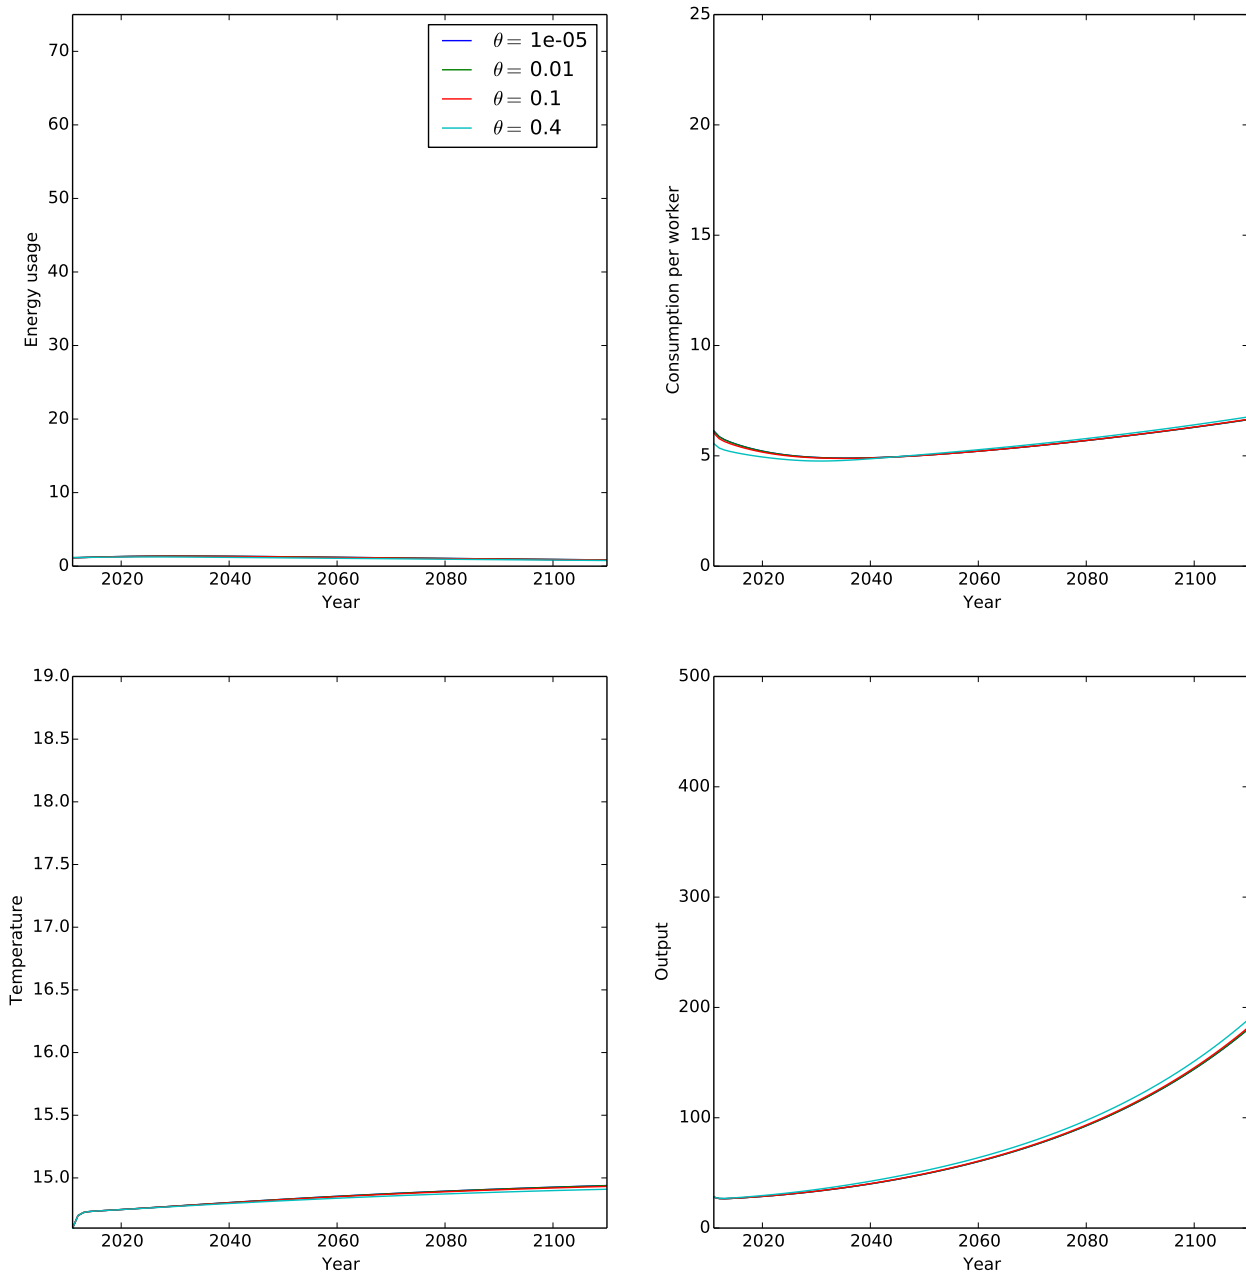 70
60
50
40
30
20
10
0
Energy usage
2020 2040 2060 2080 2100
Year
θ = 1e-05
θ = 0.01
θ = 0.1
θ = 0.4
25
20
15
10
5
0
Consumption per worker
2020 2040 2060 2080 2100
Year
19.0
18.5
18.0
17.5
17.0
16.5
16.0
15.5
15.0
Temperature
2020 2040 2060 2080 2100
Year
500
400
300
200
100
0
Output
2020 2040 2060 2080 2100
Year